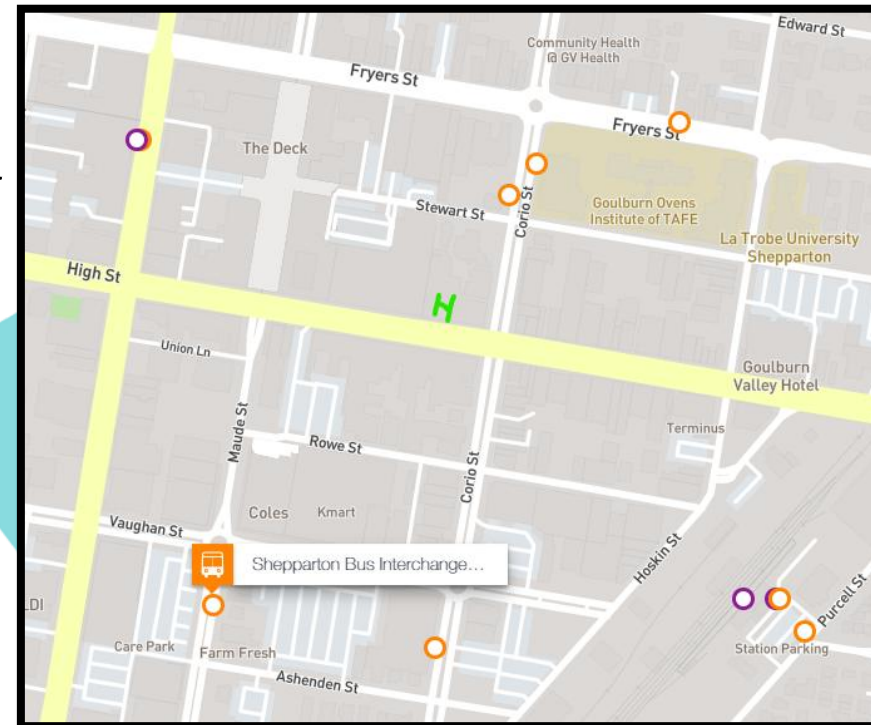 Edward St
Community Health
@ GV Health
Fryers St
Fryers St
The Deck
Goulburn Ovens
Institute of TAFE
Stewart St
Corio St
La Trobe University
Shepparton
High St
H
Union Ln
Goulburn
Valley Hotel
Maude St
Terminus
Rowe St
Corio St
Coles
Kmart
Vaughan St
Shepparton Bus Interchange...
Hoskin St
Purcell St
LDI
Care Park
Farm Fresh
Station Parking
Ashenden St